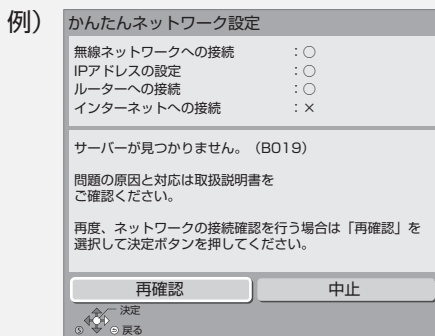 例)
かんたんネットワーク設定
無線ネットワークへの接続 :○
IPアドレスの設定 :○
ルーターへの接続 :○
インターネットへの接続 :×
サーバーが見つかりません。(B019)
問題の原因と対応は取扱説明書を
ご確認ください。
再度、ネットワークの接続確認を行う場合は「再確認」を
選択して決定ボタンを押してください。
再確認 中止
決定
S 戻る